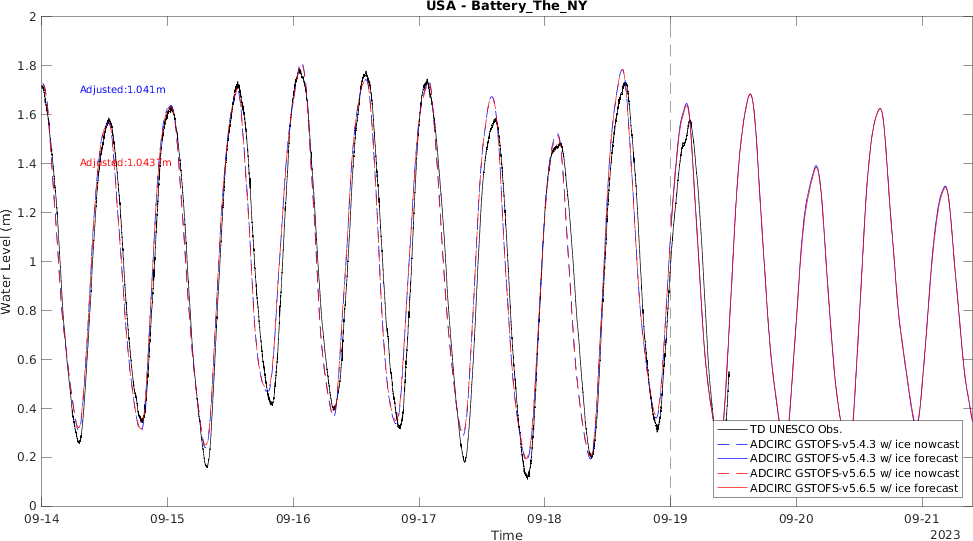 USA - Battery_The_NY
2
1.8
1.6
1.4
1.2
1
0.8
0.6
0.4
0.2
0
Water Level (m)
Adjusted:1.041m
Adjusted:1.0431m
TD UNESCO Obs.
ADCIRC GSTOFS-v5.4.3 w/ ice nowcast
ADCIRC GSTOFS-v5.4.3 w/ ice forecast
ADCIRC GSTOFS-v5.6.5 w/ ice nowcast
ADCIRC GSTOFS-v5.6.5 w/ ice forecast
09-14 09-15 09-16 09-17 09-18 09-19 09-20 09-21
Time
2023